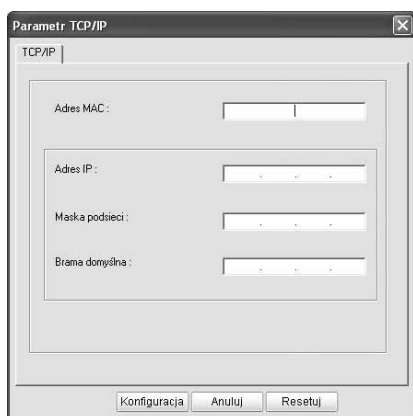 Parametr TCP/IP
TCP/IP
Adres MAC :
Adres IP :
Maska podsieci :
Brama domyślna :
Konfiguracja Anuluj Resetuj